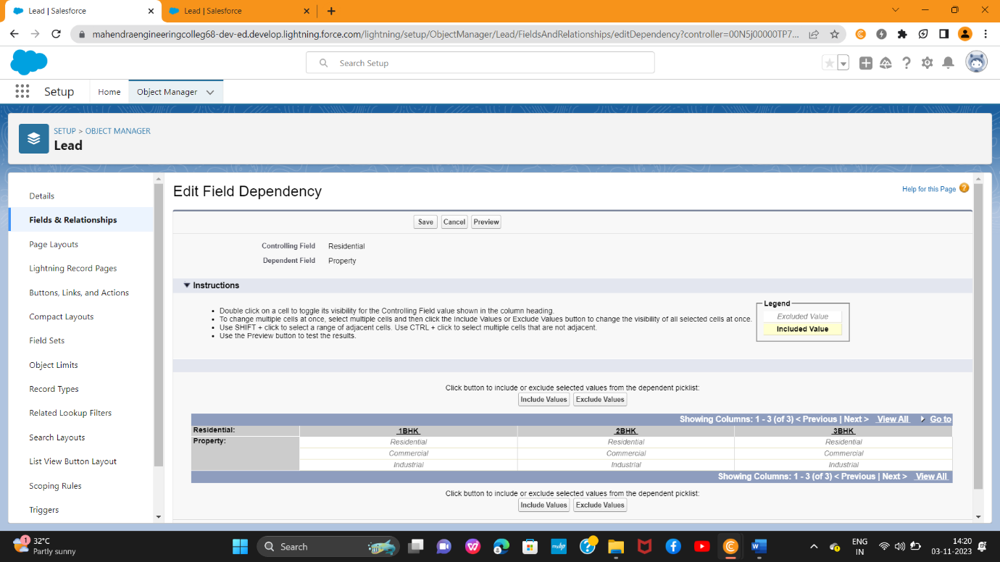 Lead | Salesforce
Lead | Salesforce
mahendraengineeringcolleg68-dev-ed.develop.lightning.force.com/lightning/setup/ObjectManager/Lead/FieldsAndRelationships/editDependency?controller=00N5j00000TP7...
Search Setup
Setup
Home
Object Manager
SETUP > OBJECT MANAGER
Lead
Details
Fields & Relationships
Page Layouts
Lightning Record Pages
Buttons, Links, and Actions
Compact Layouts
Field Sets
Object Limits
Record Types
Related Lookup Filters
Search Layouts
List View Button Layout
Scoping Rules
Triggers
Edit Field Dependency
Help for this Page
Save Cancel Preview
Controlling Field Residential
Dependent Field Property
Instructions
• Double click on a cell to toggle its visibility for the Controlling Field value shown in the column heading.
• To change multiple cells at once, select multiple cells and then click the Include Values or Exclude Values button to change the visibility of all selected cells at once.
• Use SHIFT + click to select a range of adjacent cells. Use CTRL + click to select multiple cells that are not adjacent.
• Use the Preview button to test the results.
Legend
Excluded Value
Included Value
Click button to include or exclude selected values from the dependent picklist:
Include Values Exclude Values
Showing Columns: 1 - 3 (of 3) < Previous | Next > View All Go to
Residential: 1BHK 2BHK 3BHK
Property: Residential Residential Residential
Commercial Commercial Commercial
Industrial Industrial Industrial
Showing Columns: 1 - 3 (of 3) < Previous | Next > View All
Click button to include or exclude selected values from the dependent picklist:
Include Values Exclude Values
1
32°C
Partly sunny
Search
ENG
IN
14:20
03-11-2023